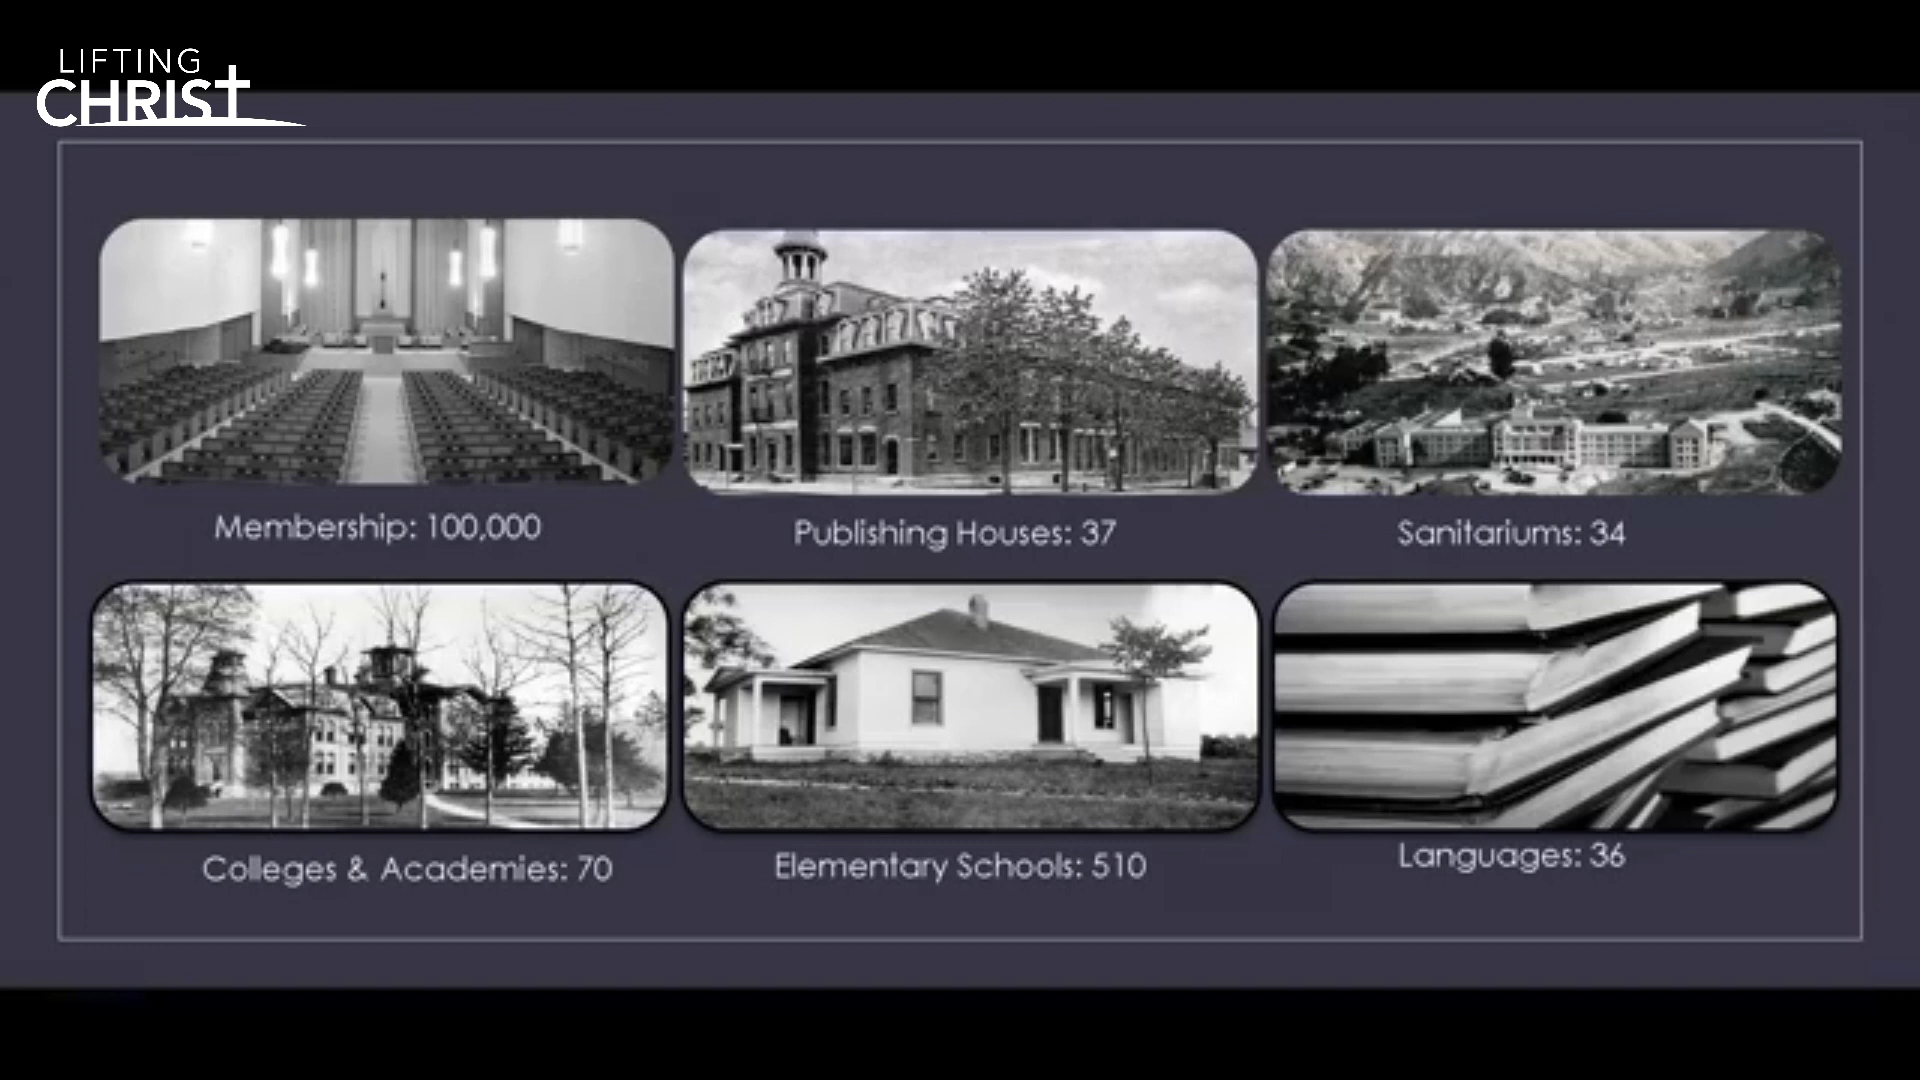 LIFTING
CHRIST
Membership: 100,000
Publishing Houses: 37
Sanitariums: 34
Colleges & Academies: 70
Elementary Schools: 510
Languages: 36